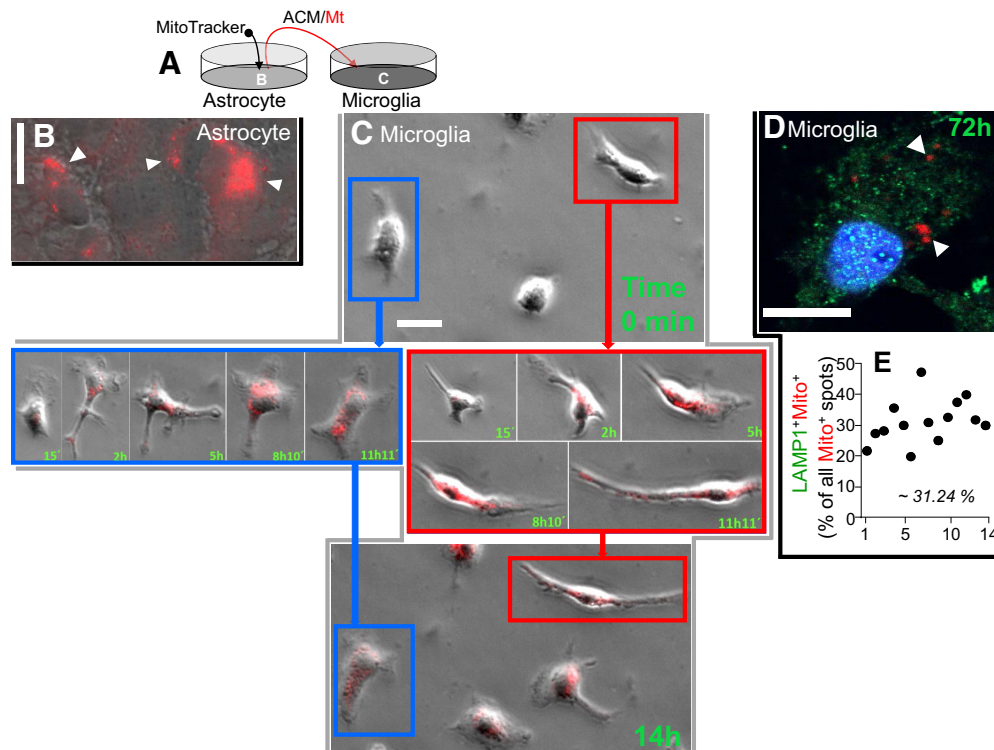 MitoTracker
ACM/Mt
A
B
C
Astrocyte
Microglia
B
Astrocyte
C Microglia
Time
0 min
D Microglia
72h
15´
2h
5h
8h10´
11h11´
15´
2h
5h
8h10´
11h11´
14h
E
LAMP1⁺Mito⁺
(% of all Mito⁺ spots)
50
40
30
20
10
0
~ 31.24 %
1
5
10
14